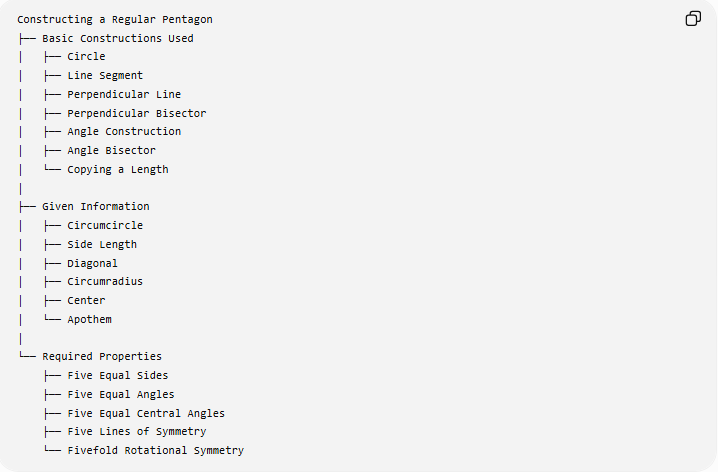 Constructing a Regular Pentagon
├── Basic Constructions Used
│   ├── Circle
│   ├── Line Segment
│   ├── Perpendicular Line
│   ├── Perpendicular Bisector
│   ├── Angle Construction
│   ├── Angle Bisector
│   └── Copying a Length
│
├── Given Information
│   ├── Circumcircle
│   ├── Side Length
│   ├── Diagonal
│   ├── Circumradius
│   ├── Center
│   └── Apothem
│
└── Required Properties
    ├── Five Equal Sides
    ├── Five Equal Angles
    ├── Five Equal Central Angles
    ├── Five Lines of Symmetry
    └── Fivefold Rotational Symmetry